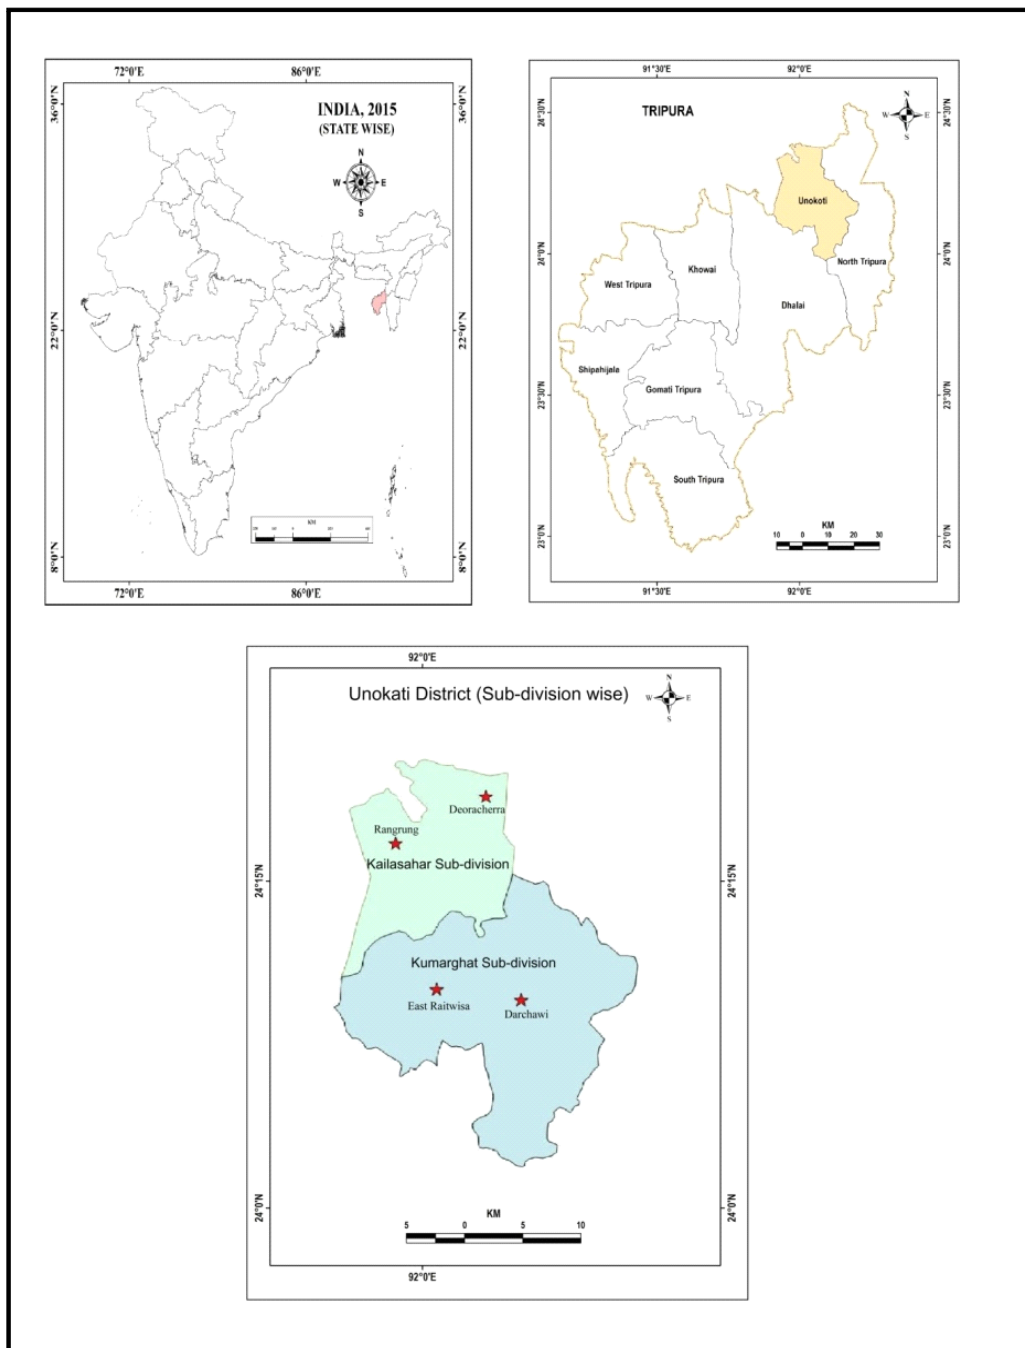 72°0'E 86°0'E
36°0'N 36°0'N
INDIA, 2015
(STATE WISE)
N
W E
S
22°0'N 22°0'N
KM
8°0'N 8°0'N
72°0'E 86°0'E
91°30'E 92°0'E
24°30'N 24°30'N
TRIPURA
N
W E
S
Unokoti
24°0'N 24°0'N
North Tripura
Khowai
West Tripura
Dhalai
Shipahijala
Gomati Tripura
23°30'N 23°30'N
South Tripura
KM
10 0 10 20 30
23°0'N 23°0'N
91°30'E 92°0'E
92°0'E
Unokati District (Sub-division wise)
N
W E
S
Deoracherra
Rangrung
Kailasahar Sub-division
24°15'N 24°15'N
Kumarghat Sub-division
East Raitwisa
Darchawi
24°0'N 24°0'N
KM
5 0 5 10
92°0'E